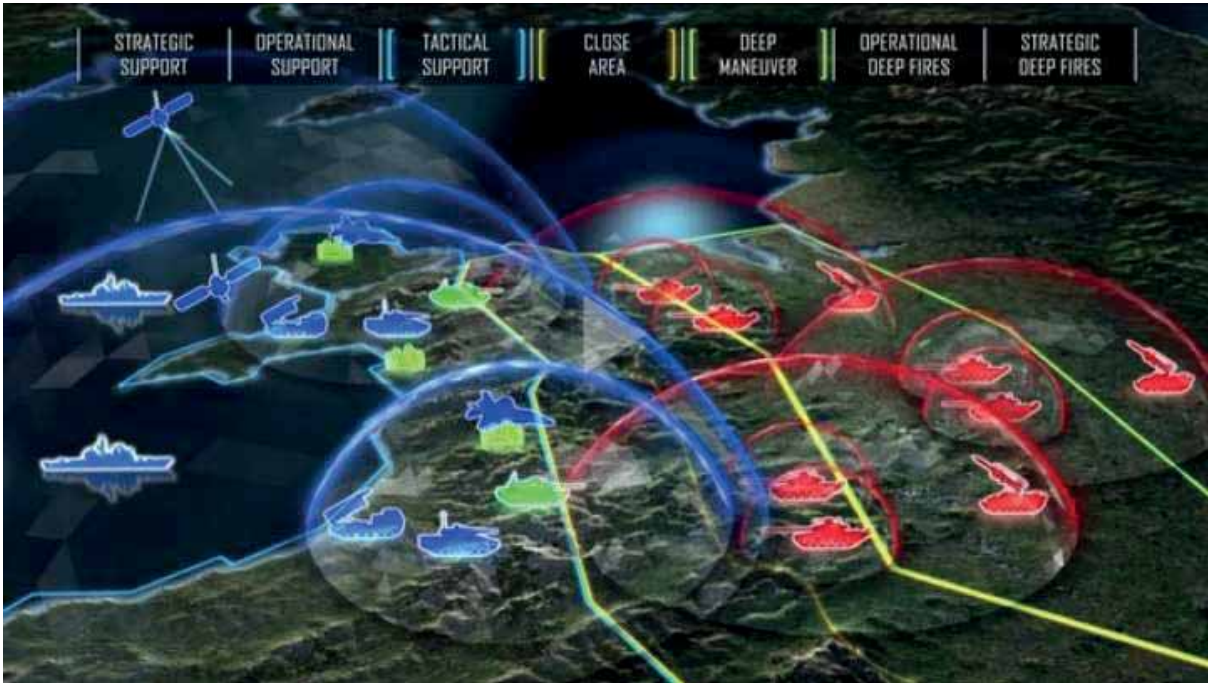 STRATEGIC
SUPPORT
OPERATIONAL
SUPPORT
TACTICAL
SUPPORT
CLOSE
AREA
DEEP
MANEUVER
OPERATIONAL
DEEP FIRES
STRATEGIC
DEEP FIRES